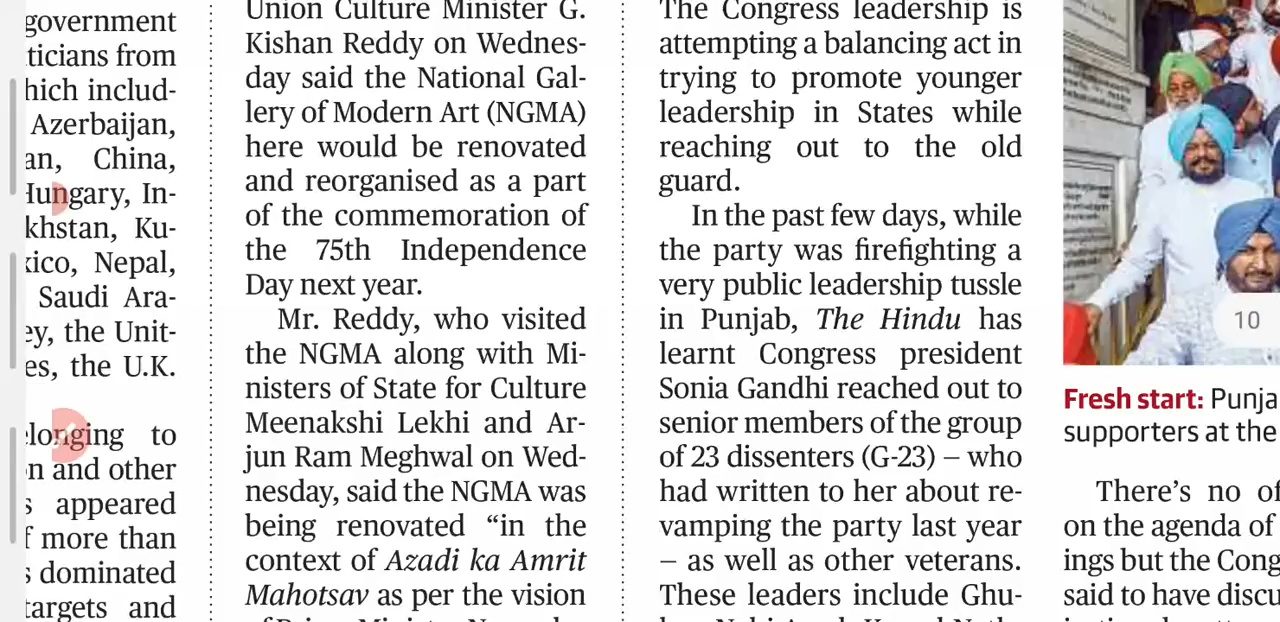 government
ticians from
hich includ-
Azerbaijan,
an, China,
Hungary, In-
khstan, Ku-
xico, Nepal,
Saudi Ara-
ey, the Unit-
es, the U.K.
elonging to
on and other
s appeared
f more than
s dominated
targets and
Union Culture Minister G.
Kishan Reddy on Wednes-
day said the National Gal-
lery of Modern Art (NGMA)
here would be renovated
and reorganised as a part
of the commemoration of
the 75th Independence
Day next year.
Mr. Reddy, who visited
the NGMA along with Mi-
nisters of State for Culture
Meenakshi Lekhi and Ar-
jun Ram Meghwal on Wed-
nesday, said the NGMA was
being renovated “in the
context of Azadi ka Amrit
Mahotsav as per the vision
The Congress leadership is
attempting a balancing act in
trying to promote younger
leadership in States while
reaching out to the old
guard.
In the past few days, while
the party was firefighting a
very public leadership tussle
in Punjab, The Hindu has
learnt Congress president
Sonia Gandhi reached out to
senior members of the group
of 23 dissenters (G-23) – who
had written to her about re-
vamping the party last year
– as well as other veterans.
These leaders include Ghu-
10
Fresh start: Punja
supporters at the
There’s no of
on the agenda of
ings but the Cong
said to have discu